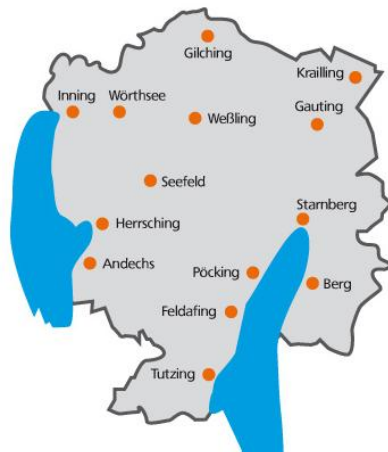 Gilching
Krailling
Inning
Wörthsee
Weßling
Gauting
Seefeld
Starnberg
Herrsching
Andechs
Pöcking
Berg
Feldafing
Tutzing